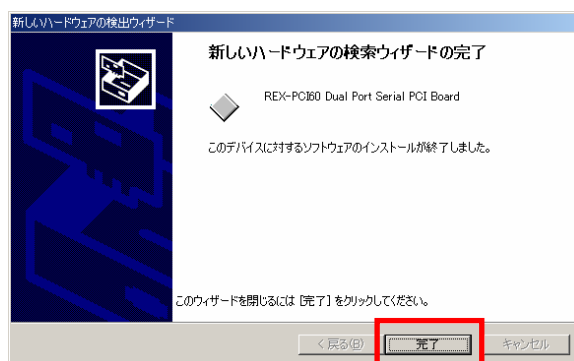 新しいハードウェアの検出ウィザード
新しいハードウェアの検索ウィザードの完了
REX-PCI60 Dual Port Serial PCI Board
このデバイスに対するソフトウェアのインストールが終了しました。
このウィザードを閉じるには [完了] をクリックしてください。
< 戻る(B) 完了 キャンセル